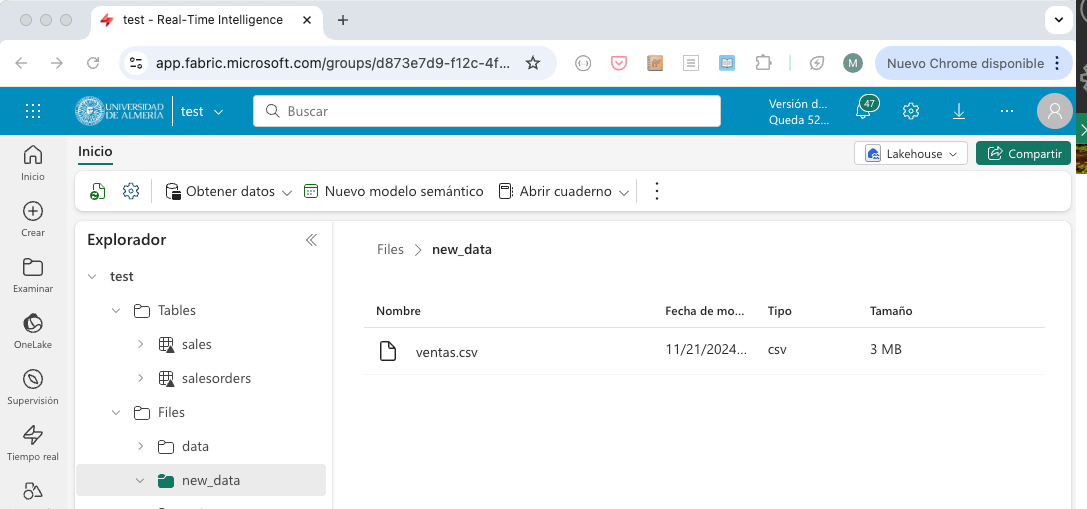 test - Real-Time Intelligence
app.fabric.microsoft.com/groups/d873e7d9-f12c-4f...
M
Nuevo Chrome disponible
UNIVERSIDAD
DE ALMERÍA
test
Buscar
Versión d...
Queda 52...
47
Inicio
Lakehouse
Compartir
Obtener datos
Nuevo modelo semántico
Abrir cuaderno
Inicio
Crear
Examinar
OneLake
Supervisión
Tiempo real
Explorador
test
Tables
sales
salesorders
Files
data
new_data
Files > new_data
Nombre Fecha de mo... Tipo Tamaño
ventas.csv 11/21/2024... csv 3 MB